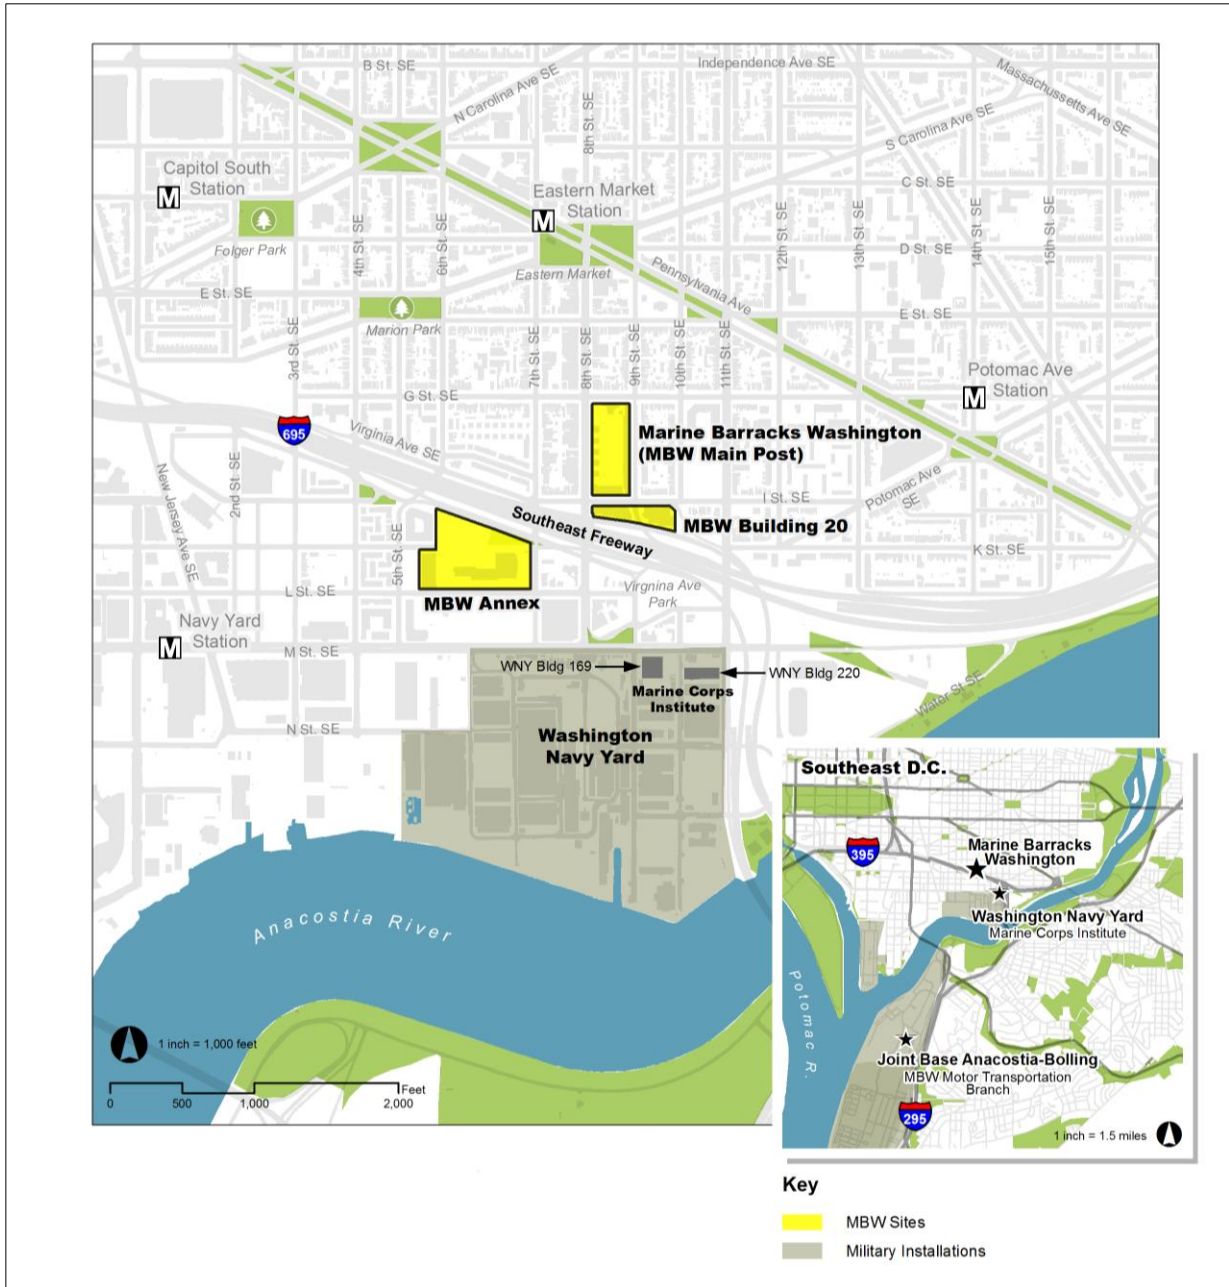 B St. SE
Independence Ave SE
Massachusetts Ave SE
N Carolina Ave SE
8th St. SE
S Carolina Ave SE
Capitol South
Station
M
Eastern Market
Station
M
C St. SE
Folger Park
4th St. SE
6th St. SE
12th St. SE
13th St. SE
14th St. SE
15th St. SE
D St. SE
Eastern Market
Pennsylvania Ave
E St. SE
E St. SE
Marion Park
3rd St. SE
7th St. SE
8th St. SE
9th St. SE
10th St. SE
11th St. SE
Potomac Ave
Station
M
G St. SE
695
Virginia Ave SE
Marine Barracks Washington
(MBW Main Post)
New Jersey Ave SE
2nd St. SE
I St. SE
Potomac Ave
SE
MBW Building 20
Southeast Freeway
5th St. SE
K St. SE
L St. SE
MBW Annex
Virgnina Ave
Park
Navy Yard
Station
M
M St. SE
WNY Bldg 169
WNY Bldg 220
Marine Corps
Institute
Water St SE
N St. SE
Washington
Navy Yard
Anacostia River
1 inch = 1,000 feet
Feet
0 500 1,000 2,000
Southeast D.C.
395
Marine Barracks
Washington
Washington Navy Yard
Marine Corps Institute
Potomac R.
Joint Base Anacostia-Bolling
MBW Motor Transportation
Branch
295
1 inch = 1.5 miles
Key
MBW Sites
Military Installations